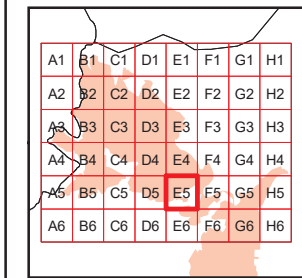 A1 B1 C1 D1 E1 F1 G1 H1
A2 B2 C2 D2 E2 F2 G2 H2
A3 B3 C3 D3 E3 F3 G3 H3
A4 B4 C4 D4 E4 F4 G4 H4
A5 B5 C5 D5 E5 F5 G5 H5
A6 B6 C6 D6 E6 F6 G6 H6